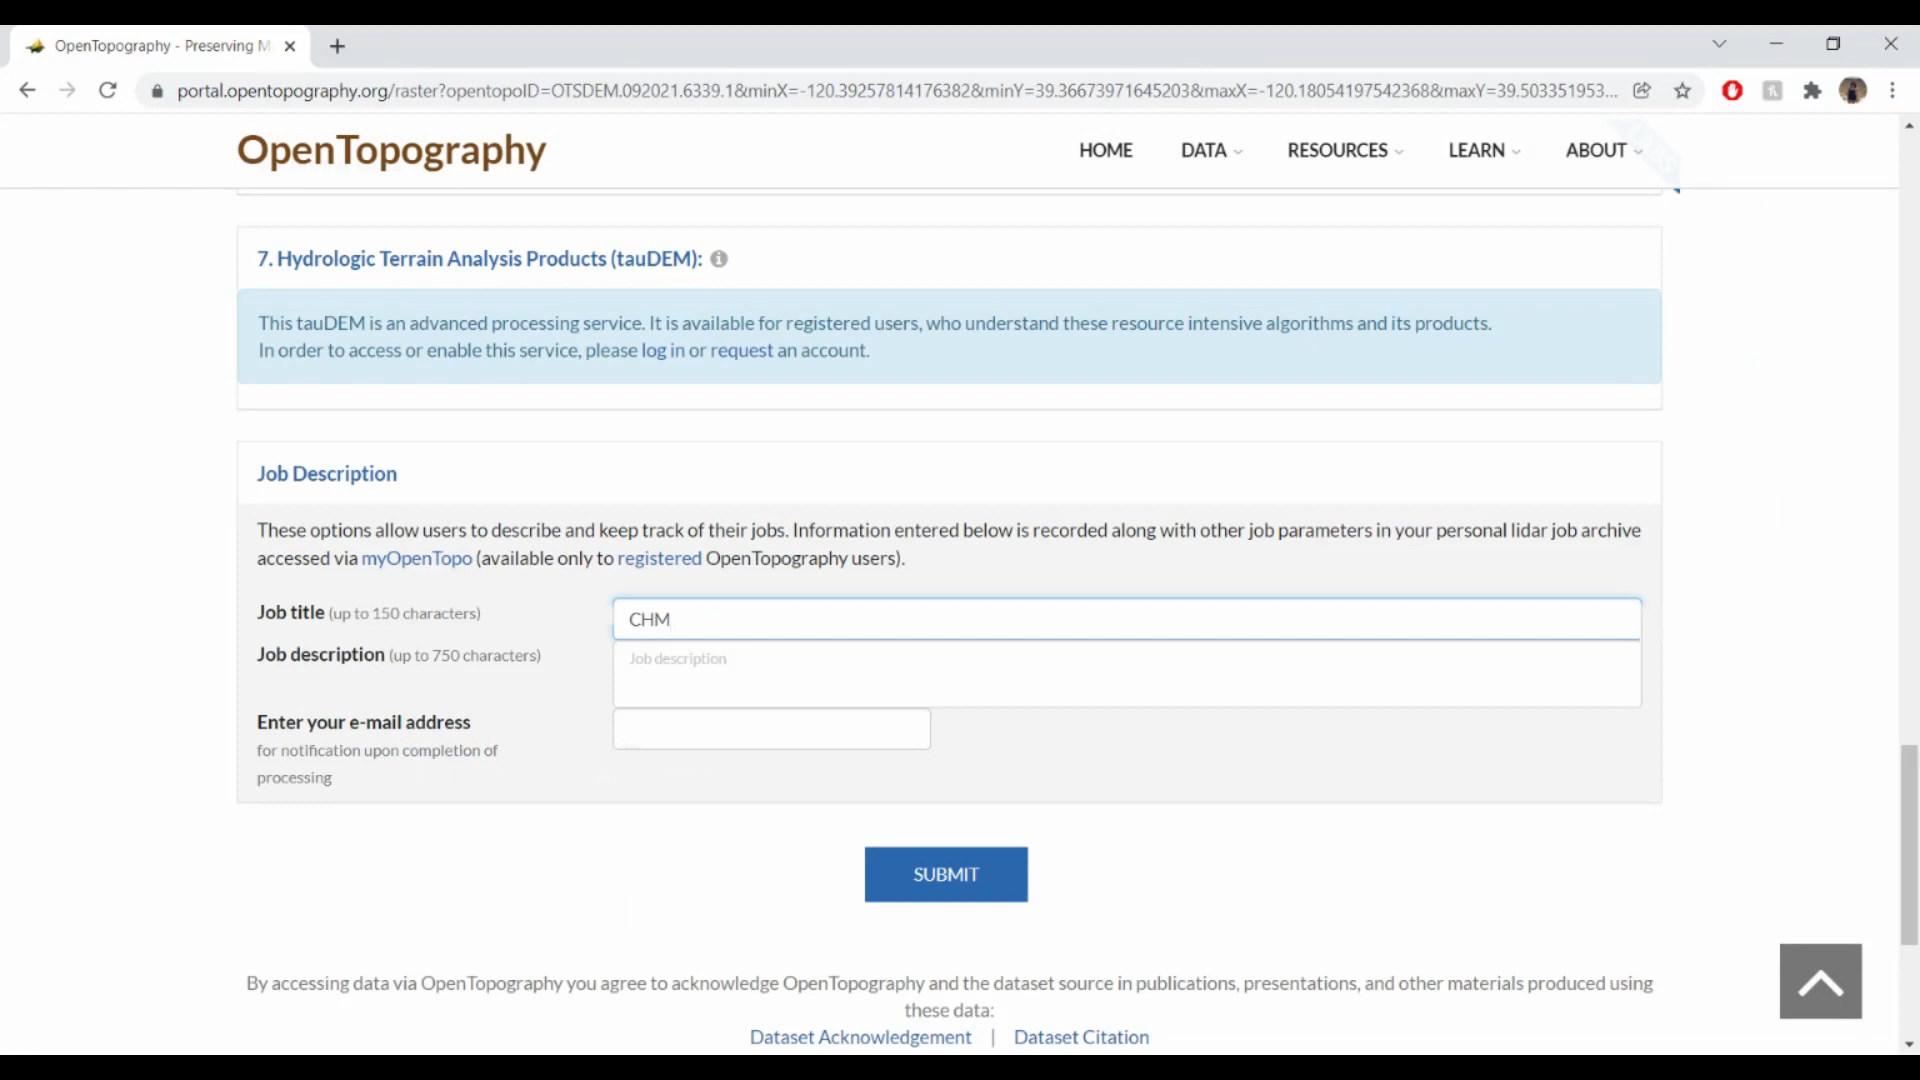 OpenTopography - Preserving M
portal.opentopography.org/raster?opentopoID=OTSDEM.092021.6339.1&minX=-120.39257814176382&minY=39.36673971645203&maxX=-120.18054197542368&maxY=39.503351953...
OpenTopography
HOME
DATA
RESOURCES
LEARN
ABOUT
7. Hydrologic Terrain Analysis Products (tauDEM):
This tauDEM is an advanced processing service. It is available for registered users, who understand these resource intensive algorithms and its products.
In order to access or enable this service, please log in or request an account.
Job Description
These options allow users to describe and keep track of their jobs. Information entered below is recorded along with other job parameters in your personal lidar job archive
accessed via myOpenTopo (available only to registered OpenTopography users).
Job title (up to 150 characters)
CHM
Job description (up to 750 characters)
Job description
Enter your e-mail address
for notification upon completion of
processing
SUBMIT
By accessing data via OpenTopography you agree to acknowledge OpenTopography and the dataset source in publications, presentations, and other materials produced using
these data:
Dataset Acknowledgement | Dataset Citation